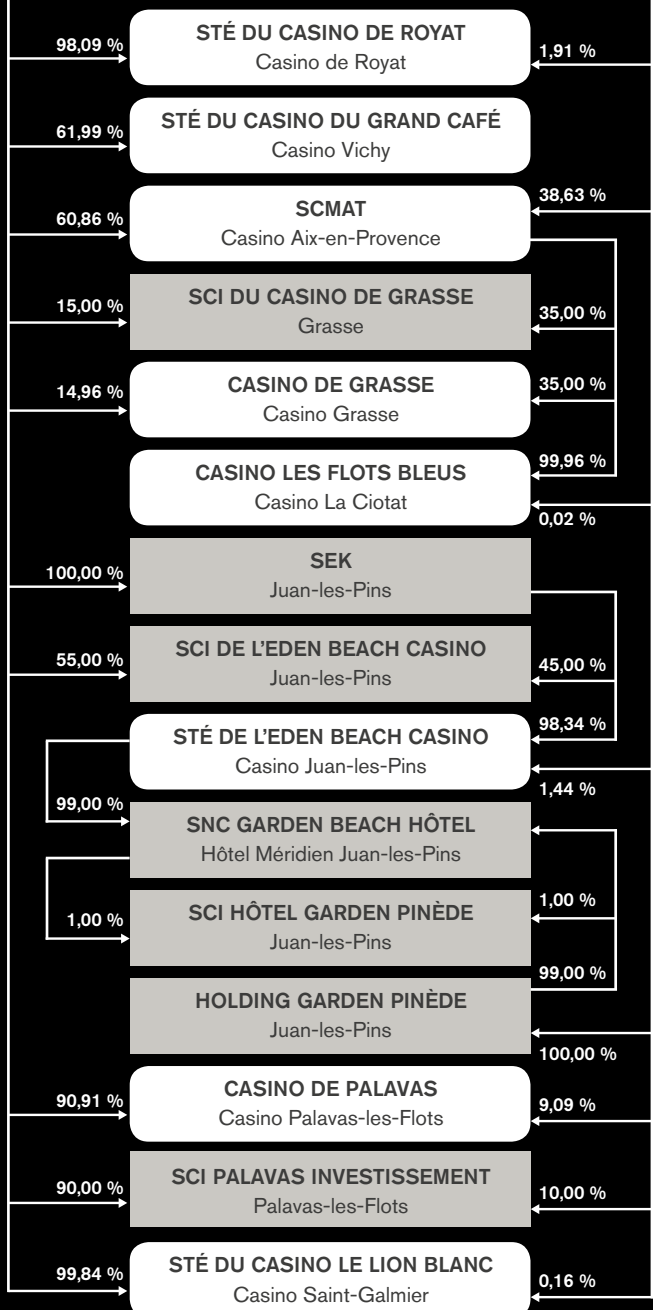 98,09 %
STÉ DU CASINO DE ROYAT
Casino de Royat
1,91 %
61,99 %
STÉ DU CASINO DU GRAND CAFÉ
Casino Vichy
60,86 %
SCMAT
Casino Aix-en-Provence
38,63 %
15,00 %
SCI DU CASINO DE GRASSE
Grasse
35,00 %
14,96 %
CASINO DE GRASSE
Casino Grasse
35,00 %
CASINO LES FLOTS BLEUS
Casino La Ciotat
99,96 %
0,02 %
100,00 %
SEK
Juan-les-Pins
55,00 %
SCI DE L’EDEN BEACH CASINO
Juan-les-Pins
45,00 %
STÉ DE L’EDEN BEACH CASINO
Casino Juan-les-Pins
98,34 %
1,44 %
99,00 %
SNC GARDEN BEACH HÔTEL
Hôtel Méridien Juan-les-Pins
1,00 %
SCI HÔTEL GARDEN PINÈDE
Juan-les-Pins
1,00 %
99,00 %
HOLDING GARDEN PINÈDE
Juan-les-Pins
100,00 %
90,91 %
CASINO DE PALAVAS
Casino Palavas-les-Flots
9,09 %
90,00 %
SCI PALAVAS INVESTISSEMENT
Palavas-les-Flots
10,00 %
99,84 %
STÉ DU CASINO LE LION BLANC
Casino Saint-Galmier
0,16 %